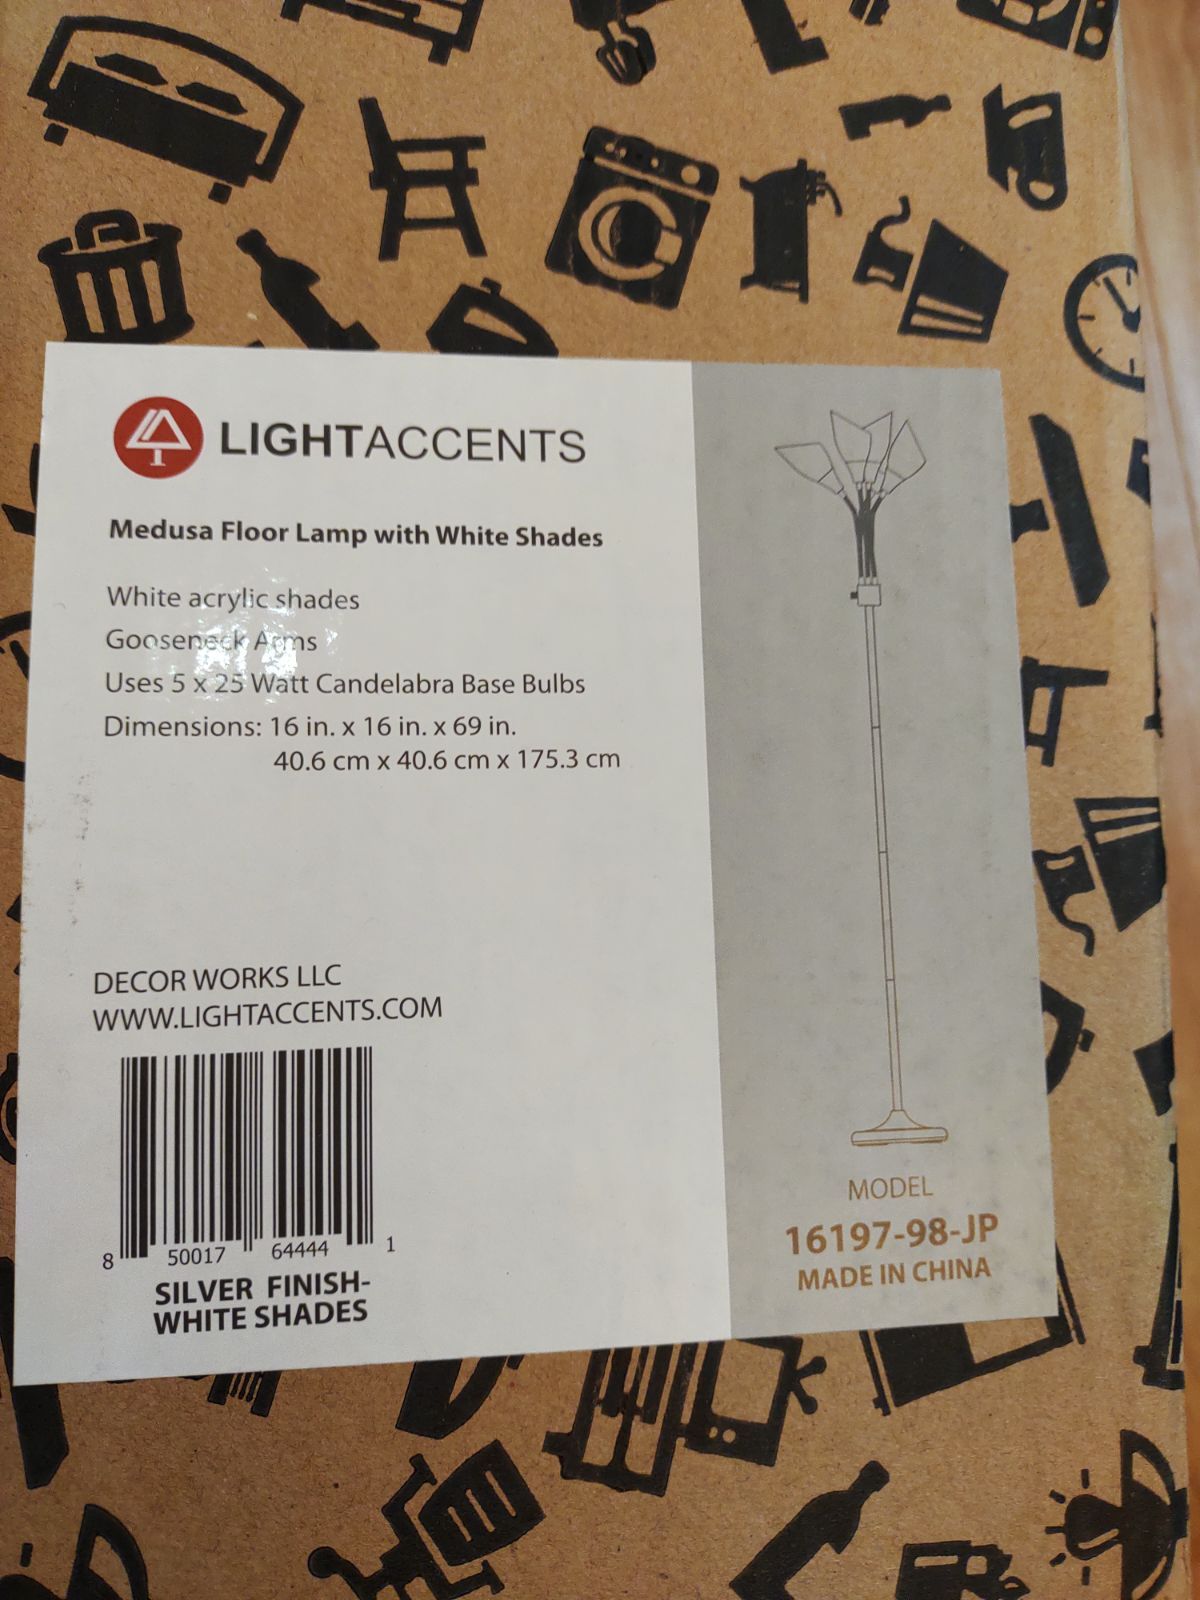 LIGHTACCENTS
Medusa Floor Lamp with White Shades
White acrylic shades
Gooseneck Arms
Uses 5 x 25 Watt Candelabra Base Bulbs
Dimensions: 16 in. x 16 in. x 69 in.
40.6 cm x 40.6 cm x 175.3 cm
DECOR WORKS LLC
WWW.LIGHTACCENTS.COM
8 50017 64444 1
SILVER FINISH-
WHITE SHADES
MODEL
16197-98-JP
MADE IN CHINA